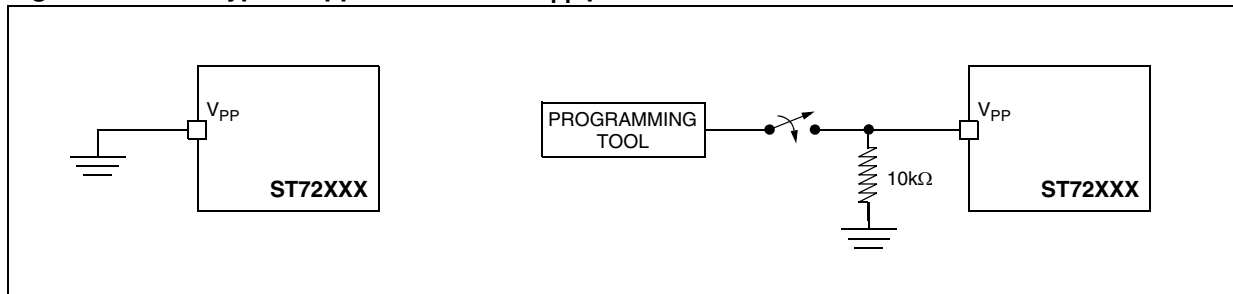 V_PP
ST72XXX
PROGRAMMING
TOOL
10kΩ
V_PP
ST72XXX